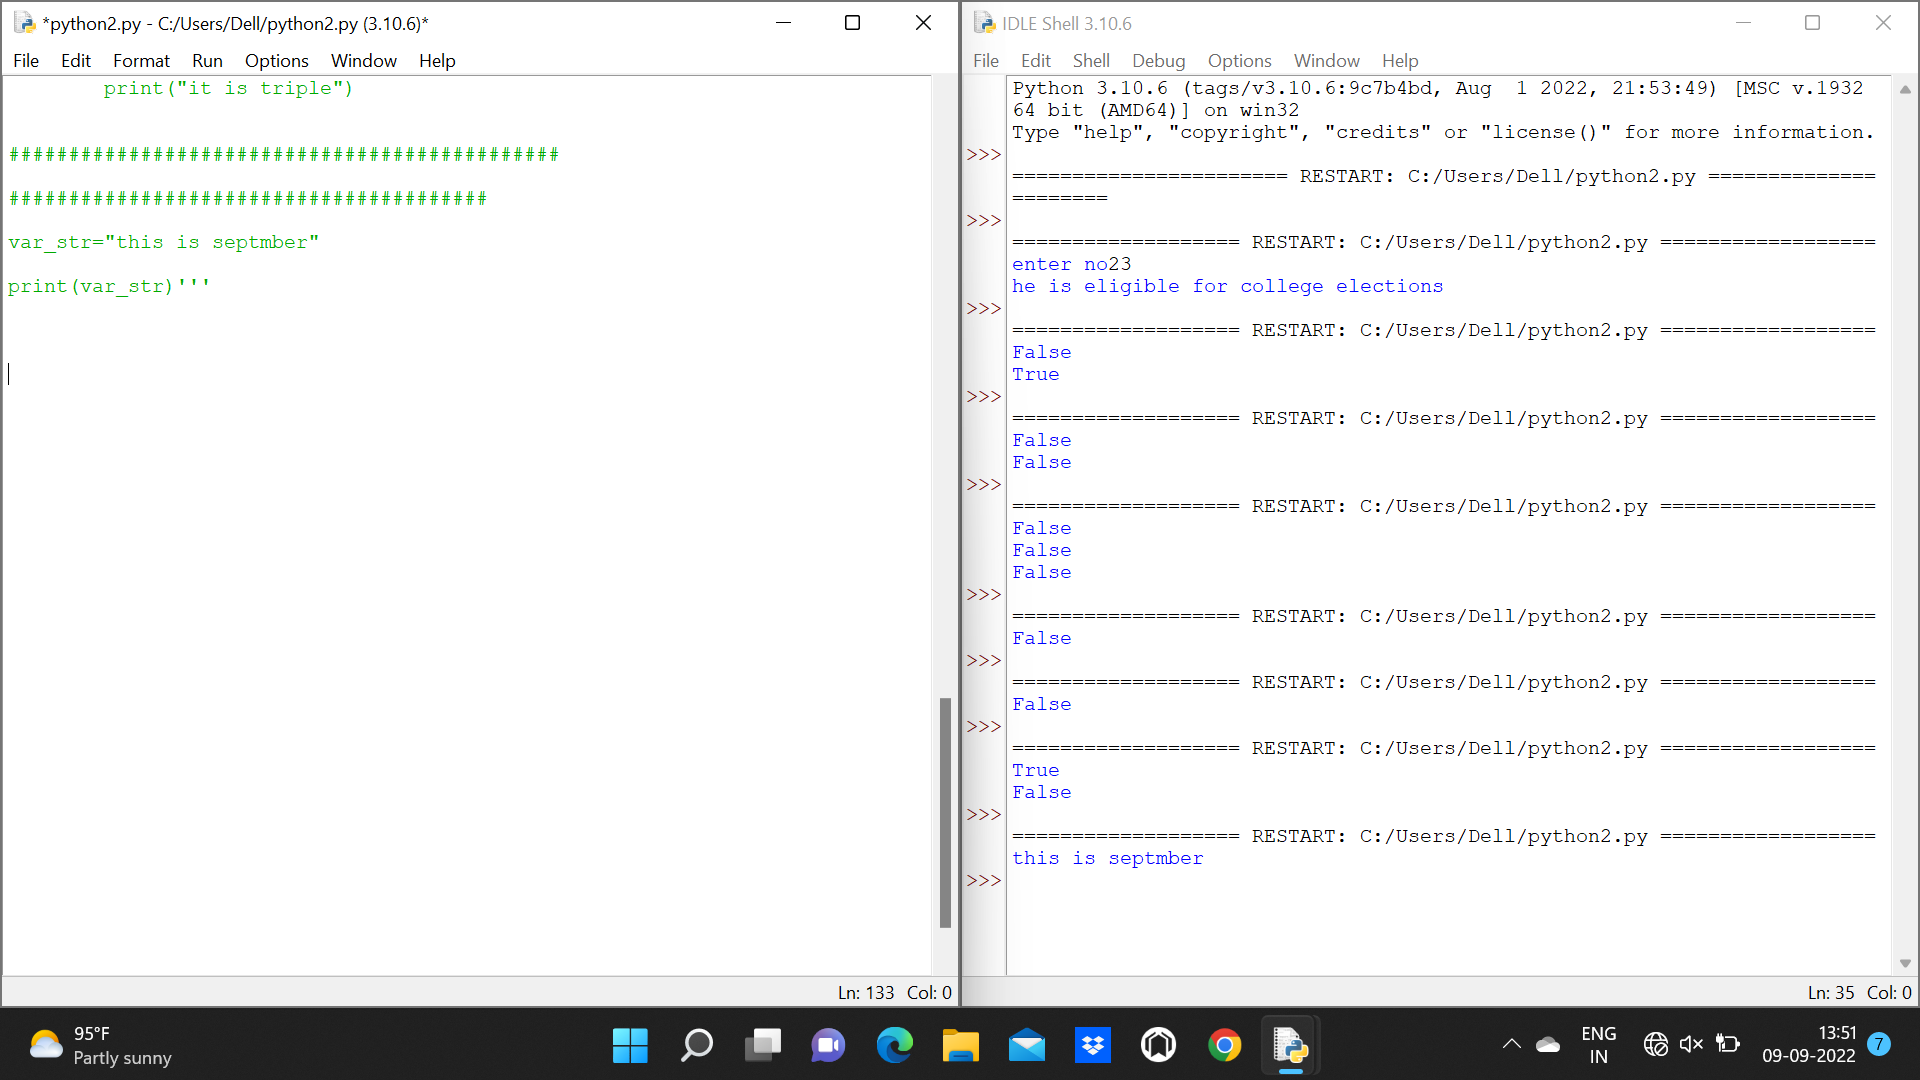 *python2.py - C:/Users/Dell/python2.py (3.10.6)*
File Edit Format Run Options Window Help
print("it is triple")
##############################################
########################################
var_str="this is septmber"
print(var_str)'''
Ln: 133 Col: 0
IDLE Shell 3.10.6
File Edit Shell Debug Options Window Help
Python 3.10.6 (tags/v3.10.6:9c7b4bd, Aug  1 2022, 21:53:49) [MSC v.1932
64 bit (AMD64)] on win32
Type "help", "copyright", "credits" or "license()" for more information.
>>>
======================= RESTART: C:/Users/Dell/python2.py ==============
========
>>>
=================== RESTART: C:/Users/Dell/python2.py ==================
enter no23
he is eligible for college elections
>>>
=================== RESTART: C:/Users/Dell/python2.py ==================
False
True
>>>
=================== RESTART: C:/Users/Dell/python2.py ==================
False
False
>>>
=================== RESTART: C:/Users/Dell/python2.py ==================
False
False
False
>>>
=================== RESTART: C:/Users/Dell/python2.py ==================
False
>>>
=================== RESTART: C:/Users/Dell/python2.py ==================
False
>>>
=================== RESTART: C:/Users/Dell/python2.py ==================
True
False
>>>
=================== RESTART: C:/Users/Dell/python2.py ==================
this is septmber
>>>
Ln: 35 Col: 0
95°F
Partly sunny
ENG
IN
13:51
09-09-2022
7